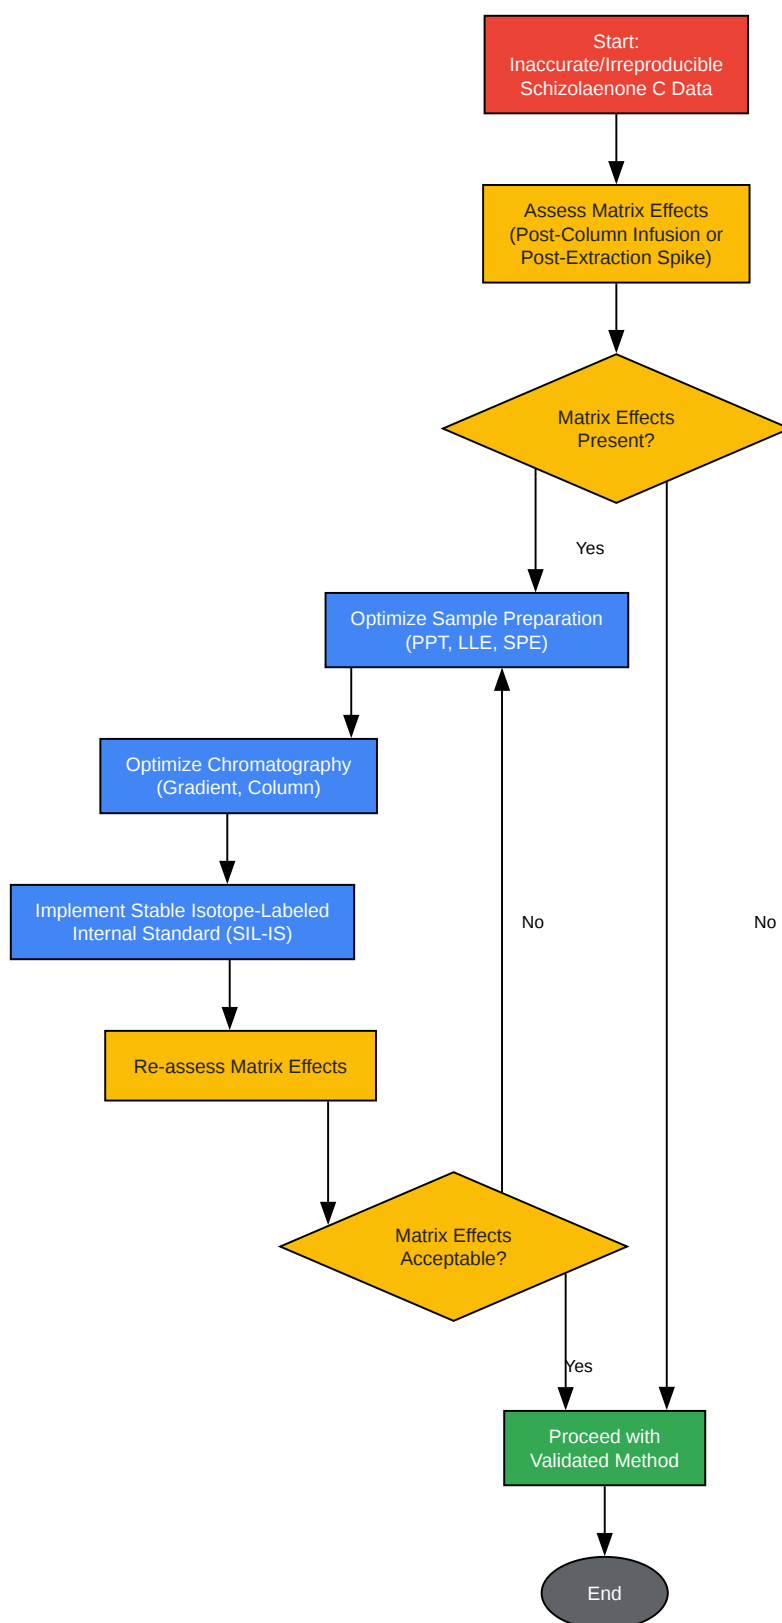 Start:
Inaccurate/Irreproducible
Schizolaenone C Data
Assess Matrix Effects
(Post-Column Infusion or
Post-Extraction Spike)
Matrix Effects
Present?
Yes
Optimize Sample Preparation
(PPT, LLE, SPE)
Optimize Chromatography
(Gradient, Column)
Implement Stable Isotope-Labeled
Internal Standard (SIL-IS)
No
No
Re-assess Matrix Effects
Matrix Effects
Acceptable?
Yes
Proceed with
Validated Method
End